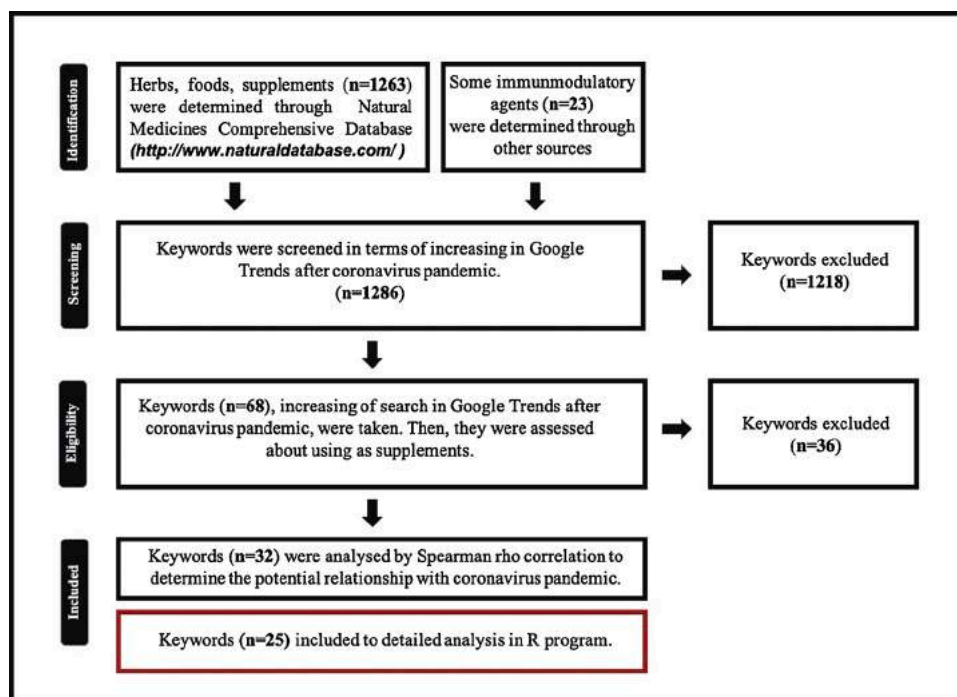 Identification
Herbs, foods, supplements (n=1263)
were determined through Natural
Medicines Comprehensive Database
(http://www.naturaldatabase.com/ )
Some immunmodulatory
agents (n=23)
were determined through
other sources
Screening
Keywords were screened in terms of increasing in Google
Trends after coronavirus pandemic.
(n=1286)
Keywords excluded
(n=1218)
Eligibility
Keywords (n=68), increasing of search in Google Trends after
coronavirus pandemic, were taken. Then, they were assessed
about using as supplements.
Keywords excluded
(n=36)
Included
Keywords (n=32) were analysed by Spearman rho correlation to
determine the potential relationship with coronavirus pandemic.
Keywords (n=25) included to detailed analysis in R program.